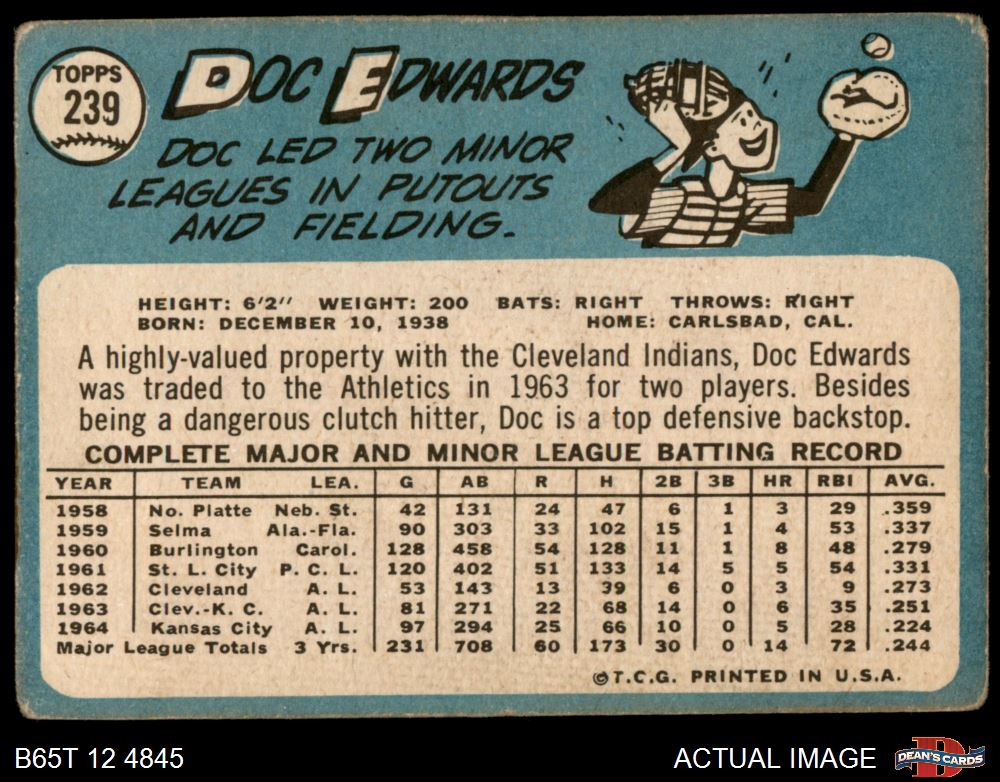 TOPPS
239
DOC EDWARDS
DOC LED TWO MINOR
LEAGUES IN PUTOUTS
AND FIELDING.
HEIGHT: 6'2" WEIGHT: 200 BATS: RIGHT THROWS: RIGHT
BORN: DECEMBER 10, 1938 HOME: CARLSBAD, CAL.
A highly-valued property with the Cleveland Indians, Doc Edwards
was traded to the Athletics in 1963 for two players. Besides
being a dangerous clutch hitter, Doc is a top defensive backstop.
COMPLETE MAJOR AND MINOR LEAGUE BATTING RECORD
YEAR TEAM LEA. G AB R H 2B 3B HR RBI AVG.
1958 No. Platte Neb. St. 42 131 24 47 6 1 3 29 .359
1959 Selma Ala.-Fla. 90 303 33 102 15 1 4 53 .337
1960 Burlington Carol. 128 458 54 128 11 1 8 48 .279
1961 St. L. City P. C. L. 120 402 51 133 14 5 5 54 .331
1962 Cleveland A. L. 53 143 13 39 6 0 3 9 .273
1963 Clev.-K. C. A. L. 81 271 22 68 14 0 6 35 .251
1964 Kansas City A. L. 97 294 25 66 10 0 5 28 .224
Major League Totals 3 Yrs. 231 708 60 173 30 0 14 72 .244
©T.C.G. PRINTED IN U.S.A.
B65T 12 4845 ACTUAL IMAGE D DEAN'S CARDS